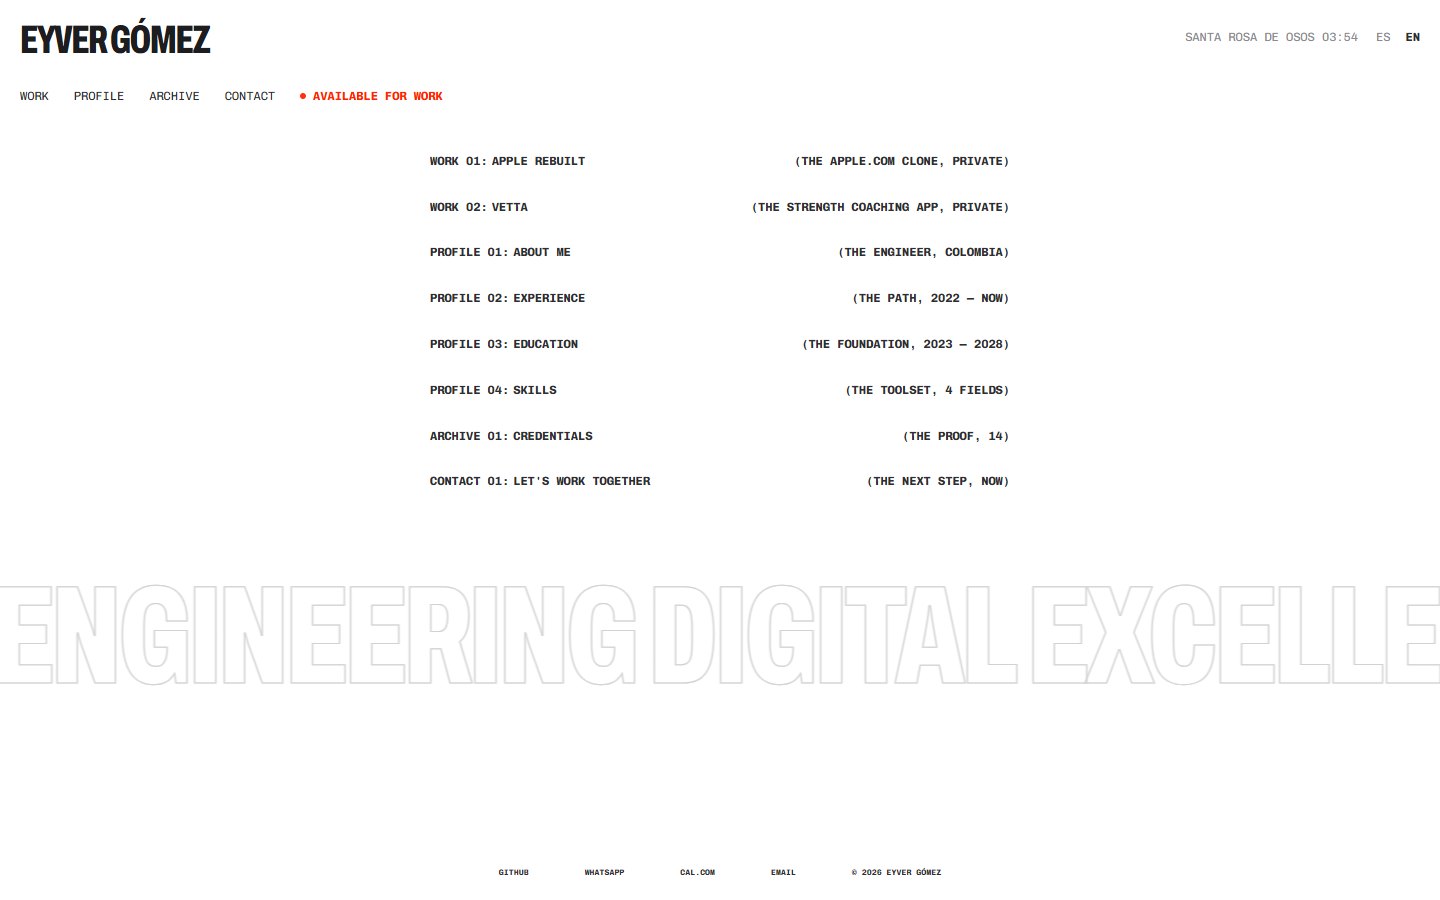 EYVER GÓMEZ
SANTA ROSA DE OSOS 03:54 ES EN
WORK PROFILE ARCHIVE CONTACT AVAILABLE FOR WORK
WORK 01: APPLE REBUILT (THE APPLE.COM CLONE, PRIVATE)
WORK 02: VETTA (THE STRENGTH COACHING APP, PRIVATE)
PROFILE 01: ABOUT ME (THE ENGINEER, COLOMBIA)
PROFILE 02: EXPERIENCE (THE PATH, 2022 — NOW)
PROFILE 03: EDUCATION (THE FOUNDATION, 2023 — 2028)
PROFILE 04: SKILLS (THE TOOLSET, 4 FIELDS)
ARCHIVE 01: CREDENTIALS (THE PROOF, 14)
CONTACT 01: LET'S WORK TOGETHER (THE NEXT STEP, NOW)
ENGINEERING DIGITAL EXCELLE
GITHUB WHATSAPP CAL.COM EMAIL © 2026 EYVER GÓMEZ